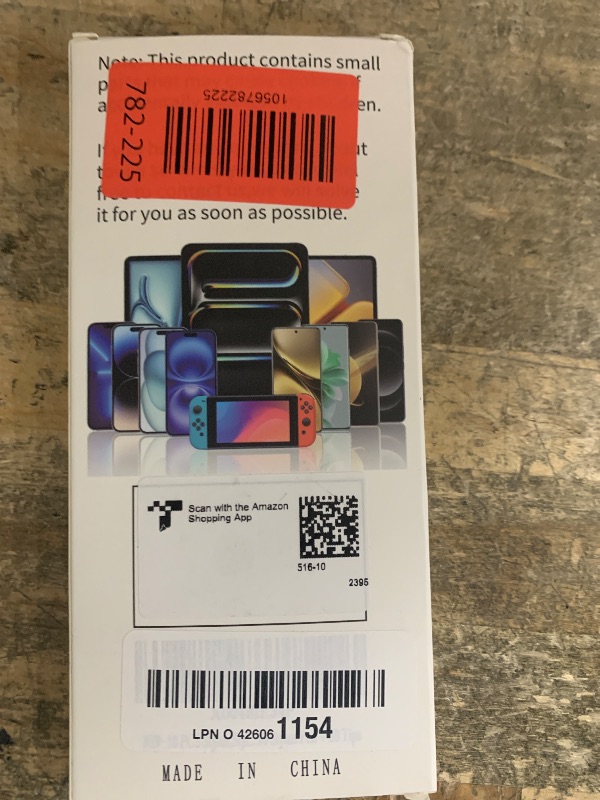 Note: This product contains small
p
a
en.
1056782225
782-225
ut
it for you as soon as possible.
Scan with the Amazon
Shopping App
516-10
2395
LPN O 42606 1154
MADE IN CHINA